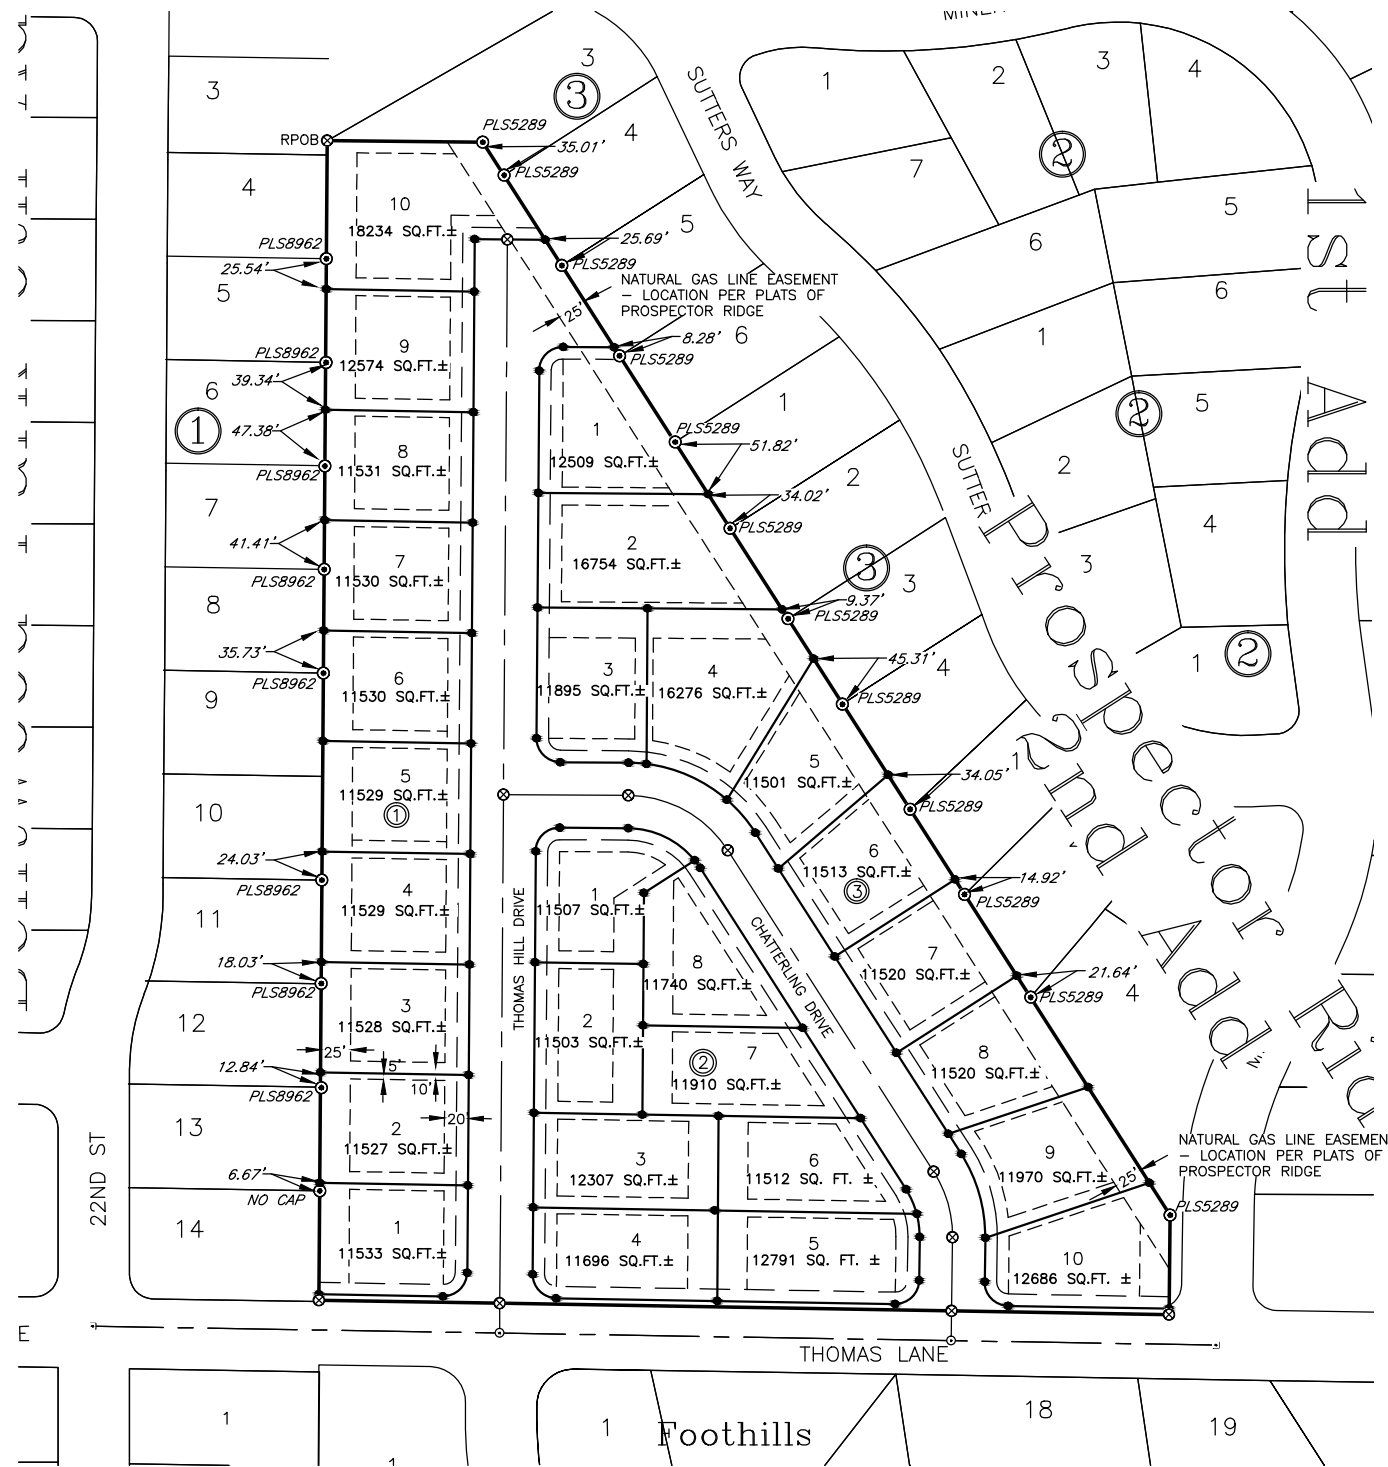 MINE
3
3
3
4
SUTTERS WAY
1
2
3
4
2
7
5
6
RPOB
PLS5289
35.01'
PLS5289
4
10
18234 SQ.FT.±
5
1st Add
PLS8962
25.54'
25.69'
PLS5289
NATURAL GAS LINE EASEMENT
– LOCATION PER PLATS OF
PROSPECTOR RIDGE
25'
5
6
1
6
PLS8962
9
12574 SQ.FT.±
8.28'
PLS5289
39.34'
6
1
5
2
1
47.38'
PLS8962
8
11531 SQ.FT.±
1
12509 SQ.FT.±
PLS5289
51.82'
34.02'
2
SUTTER
2
7
41.41'
PLS8962
7
11530 SQ.FT.±
2
16754 SQ.FT.±
PLS5289
3
3
4
3
8
9.37'
PLS5289
35.73'
PLS8962
6
11530 SQ.FT.±
3
11895 SQ.FT.±
4
16276 SQ.FT.±
45.31'
4
PLS5289
1
2
Prospector Rid
2nd Add
9
5
11529 SQ.FT.±
1
5
11501 SQ.FT.±
34.05'
1
PLS5289
10
24.03'
PLS8962
4
11529 SQ.FT.±
THOMAS HILL DRIVE
1
11507 SQ.FT.±
6
11513 SQ.FT.±
3
14.92'
PLS5289
11
18.03'
PLS8962
3
11528 SQ.FT.±
2
11503 SQ.FT.±
8
11740 SQ.FT.±
CHATTERLING DRIVE
7
11520 SQ.FT.±
21.64'
PLS5289
4
12
25'
5'
10'
12.84'
PLS8962
20'
7
2
11910 SQ.FT.±
8
11520 SQ.FT.±
13
2
11527 SQ.FT.±
3
12307 SQ.FT.±
6
11512 SQ. FT. ±
9
11970 SQ.FT.±
25'
NATURAL GAS LINE EASEMEN
– LOCATION PER PLATS OF
PROSPECTOR RIDGE
6.67'
NO CAP
22ND ST
PLS5289
14
1
11533 SQ.FT.±
4
11696 SQ.FT.±
5
12791 SQ. FT. ±
10
12686 SQ.FT. ±
E
THOMAS LANE
1
1
1
Foothills
18
19